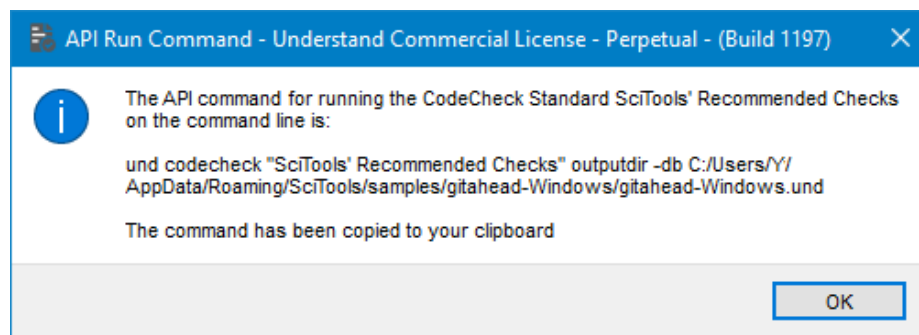 API Run Command - Understand Commercial License - Perpetual - (Build 1197)
The API command for running the CodeCheck Standard SciTools' Recommended Checks
on the command line is:
und codecheck "SciTools' Recommended Checks" outputdir -db C:/Users/Y/
AppData/Roaming/SciTools/samples/gitahead-Windows/gitahead-Windows.und
The command has been copied to your clipboard
OK